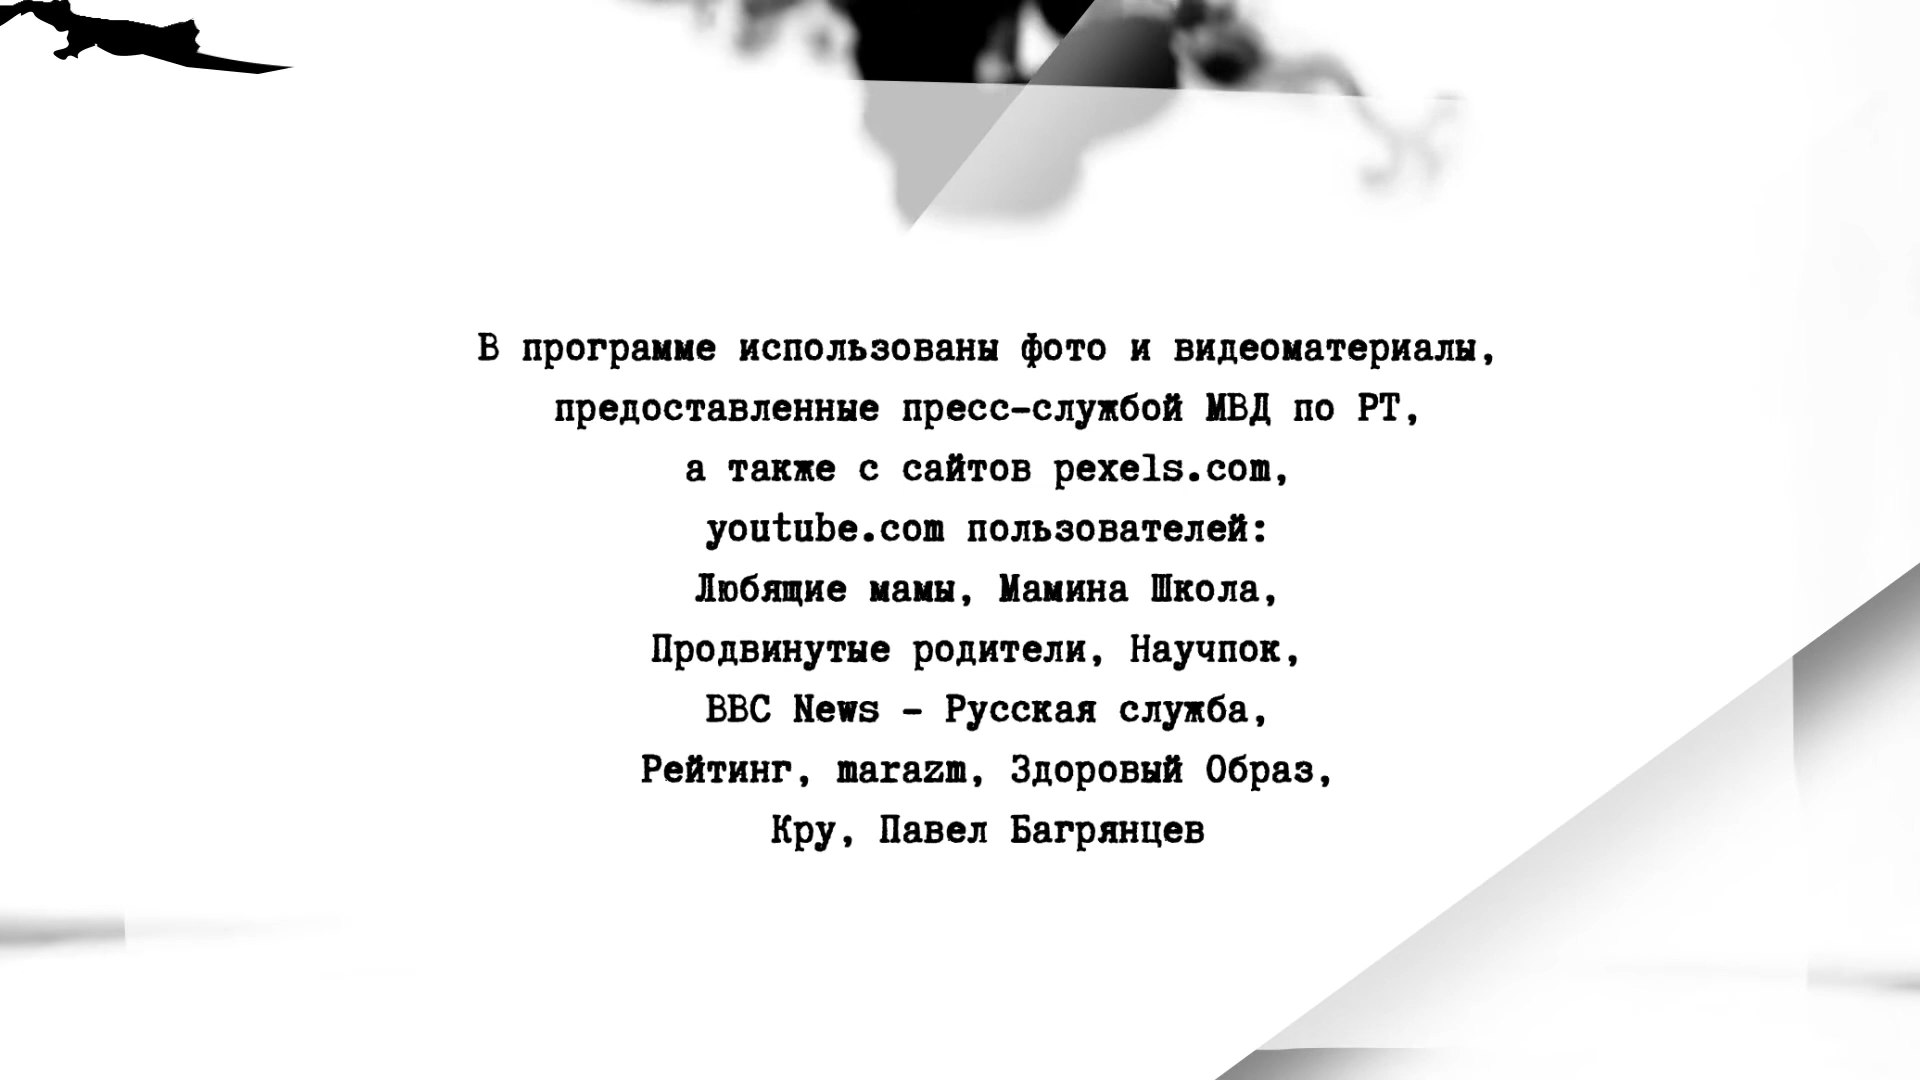 В программе использованы фото и видеоматериалы,
предоставленные пресс-службой МВД по РТ,
а также с сайтов pexels.com,
youtube.com пользователей:
Любящие мамы, Мамина Школа,
Продвинутые родители, Научпок,
BBC News - Русская служба,
Рейтинг, marazm, Здоровый Образ,
Кру, Павел Багрянцев